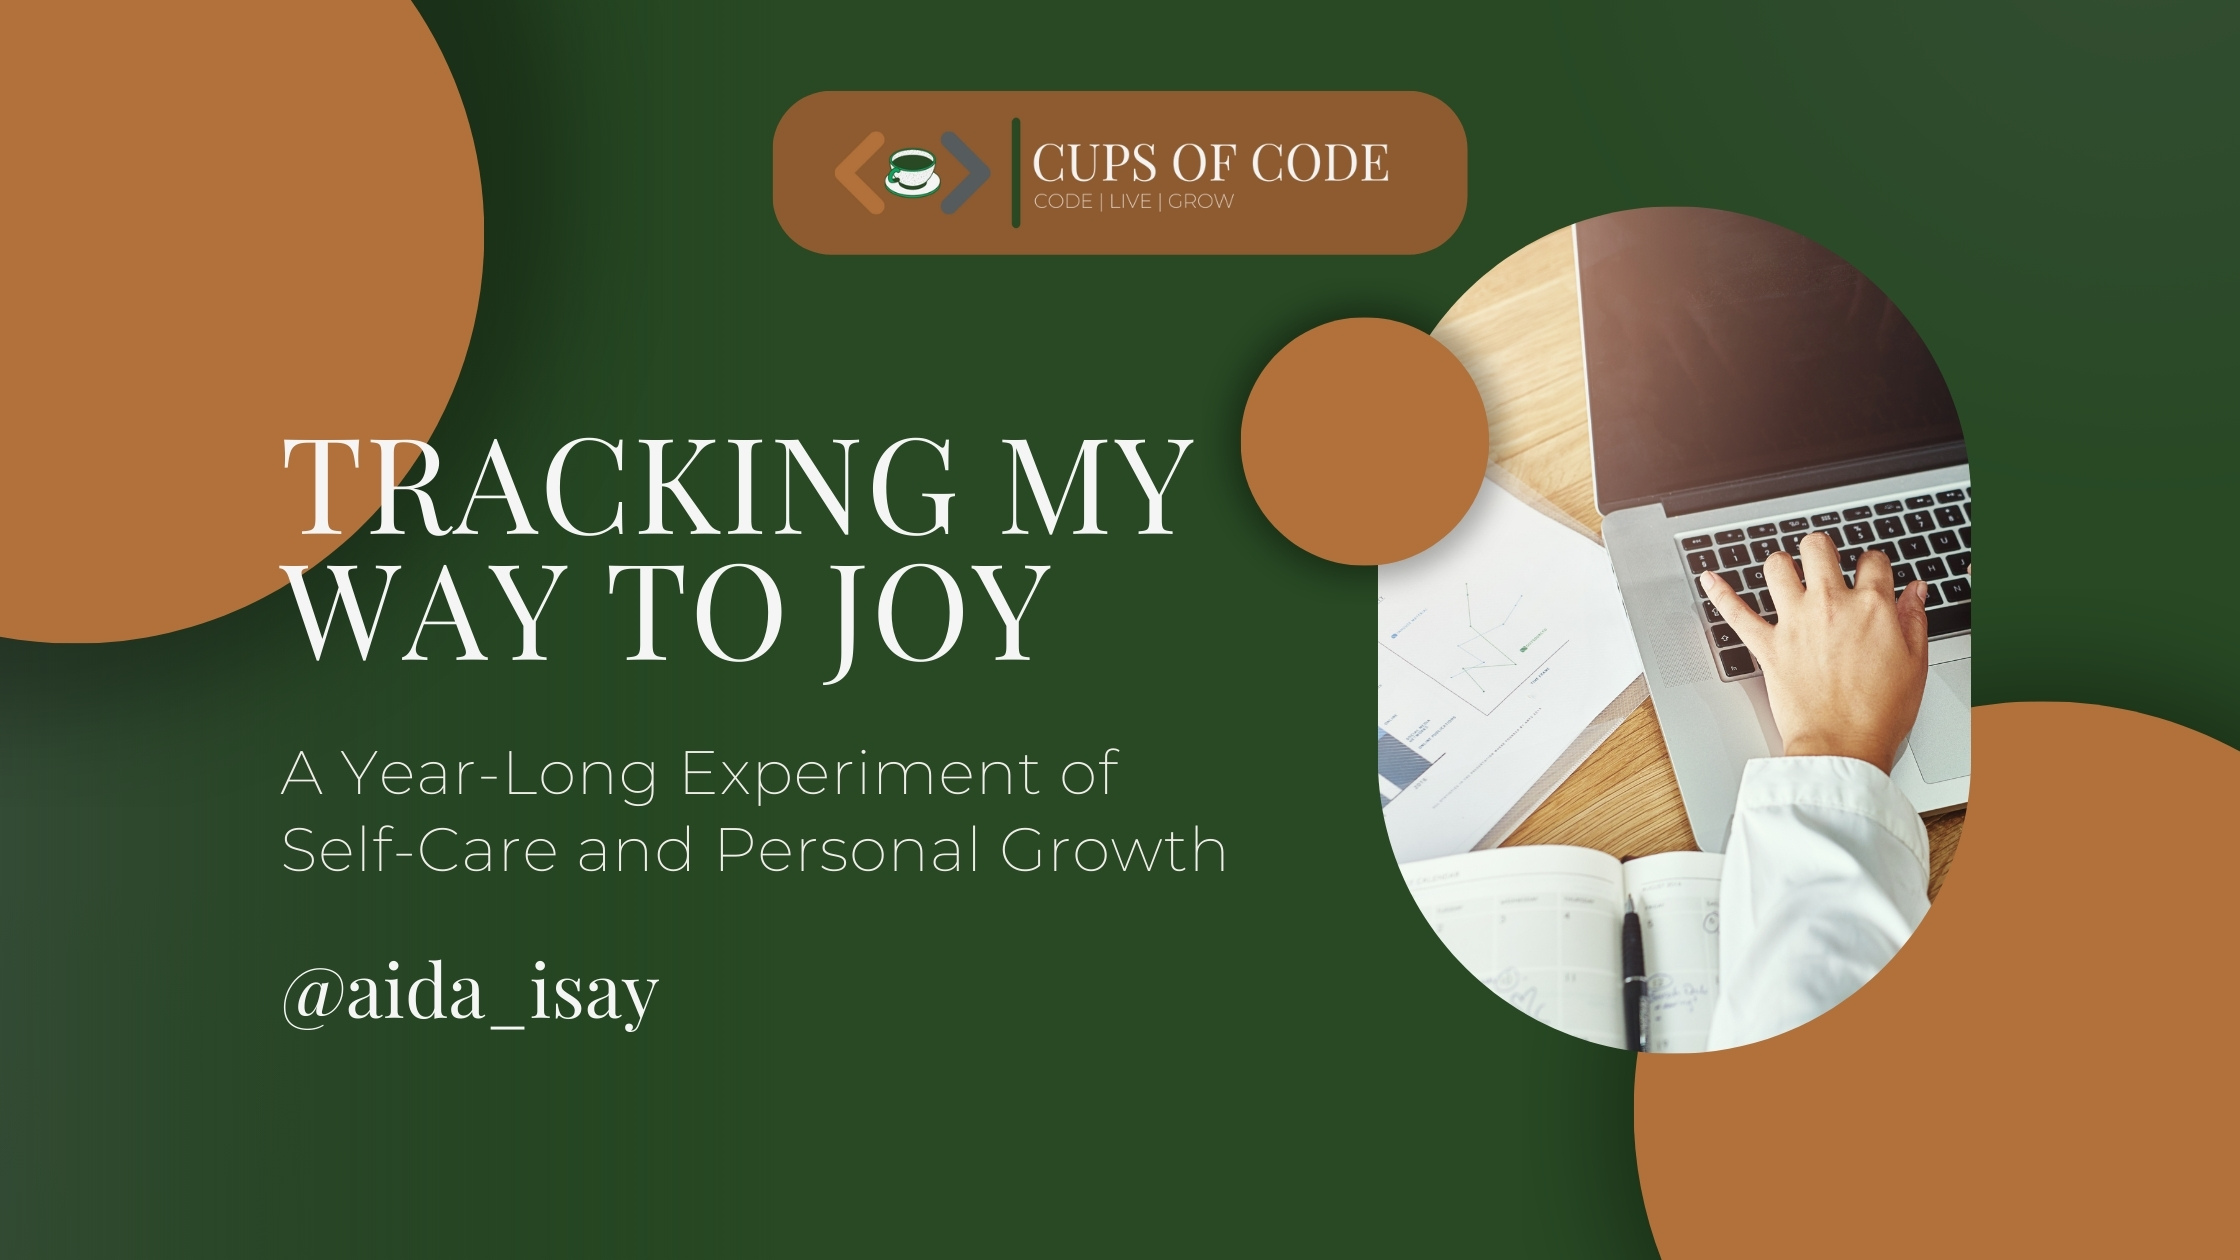 CUPS OF CODE
CODE | LIVE | GROW
TRACKING MY
WAY TO JOY
A Year-Long Experiment of
Self-Care and Personal Growth
@aida_isay